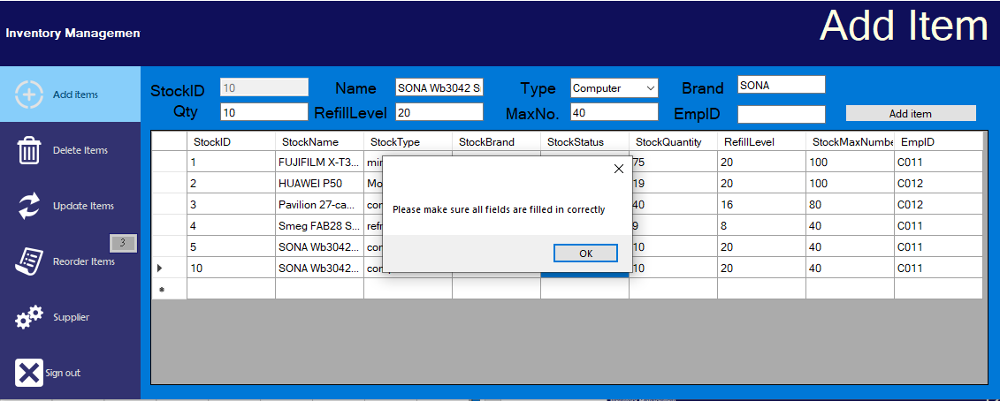 Inventory Managemen
Add Item
Add items
StockID 10 Name SONA Wb3042 S Type Computer Brand SONA
Qty 10 RefillLevel 20 MaxNo. 40 EmpID Add item
StockID StockName StockType StockBrand StockStatus StockQuantity RefillLevel StockMaxNumbe EmpID
1 FUJIFILM X-T3... 75 20 100 C011
Delete Items
2 HUAWEI P50 Mo 19 20 100 C012
3 Pavilion 27-ca... 40 16 80 C012
Update Items
4 Smeg FAB28 S... refr 9 8 40 C011
5 SONA Wb3042... 10 20 40 C011
3
Reorder Items
10 SONA Wb3042... 10 20 40 C011
Please make sure all fields are filled in correctly
OK
Supplier
Sign out